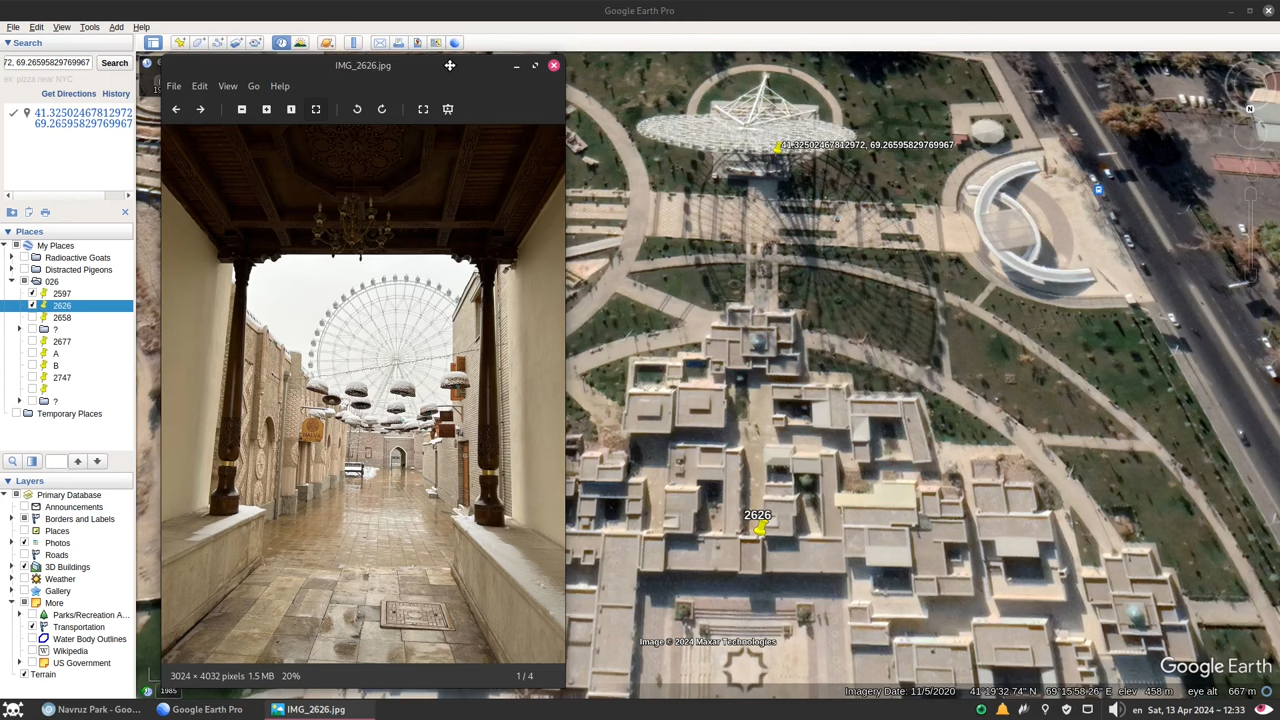 Google Earth Pro
File Edit View Tools Add Help
Search
72, 69.26595829769967 Search
ex: pizza near NYC
Get Directions History
41.32502467812972
69.26595829769967
Places
My Places
Radioactive Goats
Distracted Pigeons
026
2597
2626
2658
?
2677
A
B
2747
?
Temporary Places
Layers
Primary Database
Announcements
Borders and Labels
Places
Photos
Roads
3D Buildings
Weather
Gallery
More
Parks/Recreation A...
Transportation
Water Body Outlines
Wikipedia
US Government
Terrain
IMG_2626.jpg
File Edit View Go Help
HALVA
3024 × 4032 pixels 1.5 MB 20%
1 / 4
41.32502467812972, 69.26595829769967
N
2626
Image © 2024 Maxar Technologies
Google Earth
1985
Imagery Date: 11/5/2020 41°19'32.74" N 69°15'58.26" E elev 458 m eye alt 667 m
Navruz Park - Goo...
Google Earth Pro
IMG_2626.jpg
en Sat, 13 Apr 2024 ~ 12:33